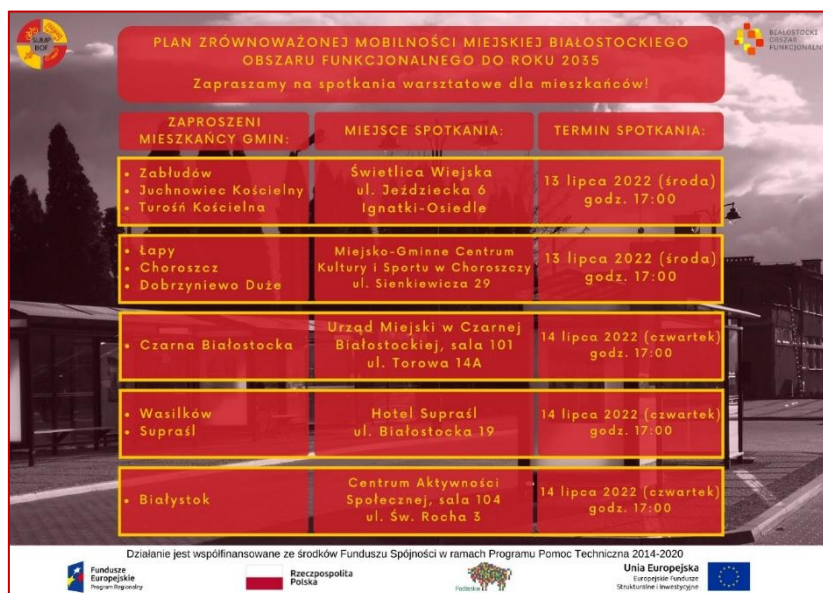 SUMP
BOF
BIAŁOSTOCKI
OBSZAR
FUNKCJONALNY
PLAN ZRÓWNOWAŻONEJ MOBILNOŚCI MIEJSKIEJ BIAŁOSTOCKIEGO
OBSZARU FUNKCJONALNEGO DO ROKU 2035
Zapraszamy na spotkania warsztatowe dla mieszkańców!
ZAPROSZENI
MIESZKAŃCY GMIN:
MIEJSCE SPOTKANIA:
TERMIN SPOTKANIA:
• Zabłudów
• Juchnowiec Kościelny
• Turośń Kościelna
Świetlica Wiejska
ul. Jeździecka 6
Ignatki-Osiedle
13 lipca 2022 (środa)
godz. 17:00
• Łapy
• Choroszcz
• Dobrzyniewo Duże
Miejsko-Gminne Centrum
Kultury i Sportu w Choroszczy
ul. Sienkiewicza 29
13 lipca 2022 (środa)
godz. 17:00
• Czarna Białostocka
Urząd Miejski w Czarnej
Białostockiej, sala 101
ul. Torowa 14A
14 lipca 2022 (czwartek)
godz. 17:00
• Wasilków
• Supraśl
Hotel Supraśl
ul. Białostocka 19
14 lipca 2022 (czwartek)
godz. 17:00
• Białystok
Centrum Aktywności
Społecznej, sala 104
ul. Św. Rocha 3
14 lipca 2022 (czwartek)
godz. 17:00
Działanie jest współfinansowane ze środków Funduszu Spójności w ramach Programu Pomoc Techniczna 2014-2020
Fundusze
Europejskie
Program Regionalny
Rzeczpospolita
Polska
Podlaskie
Unia Europejska
Europejskie Fundusze
Strukturalne i Inwestycyjne